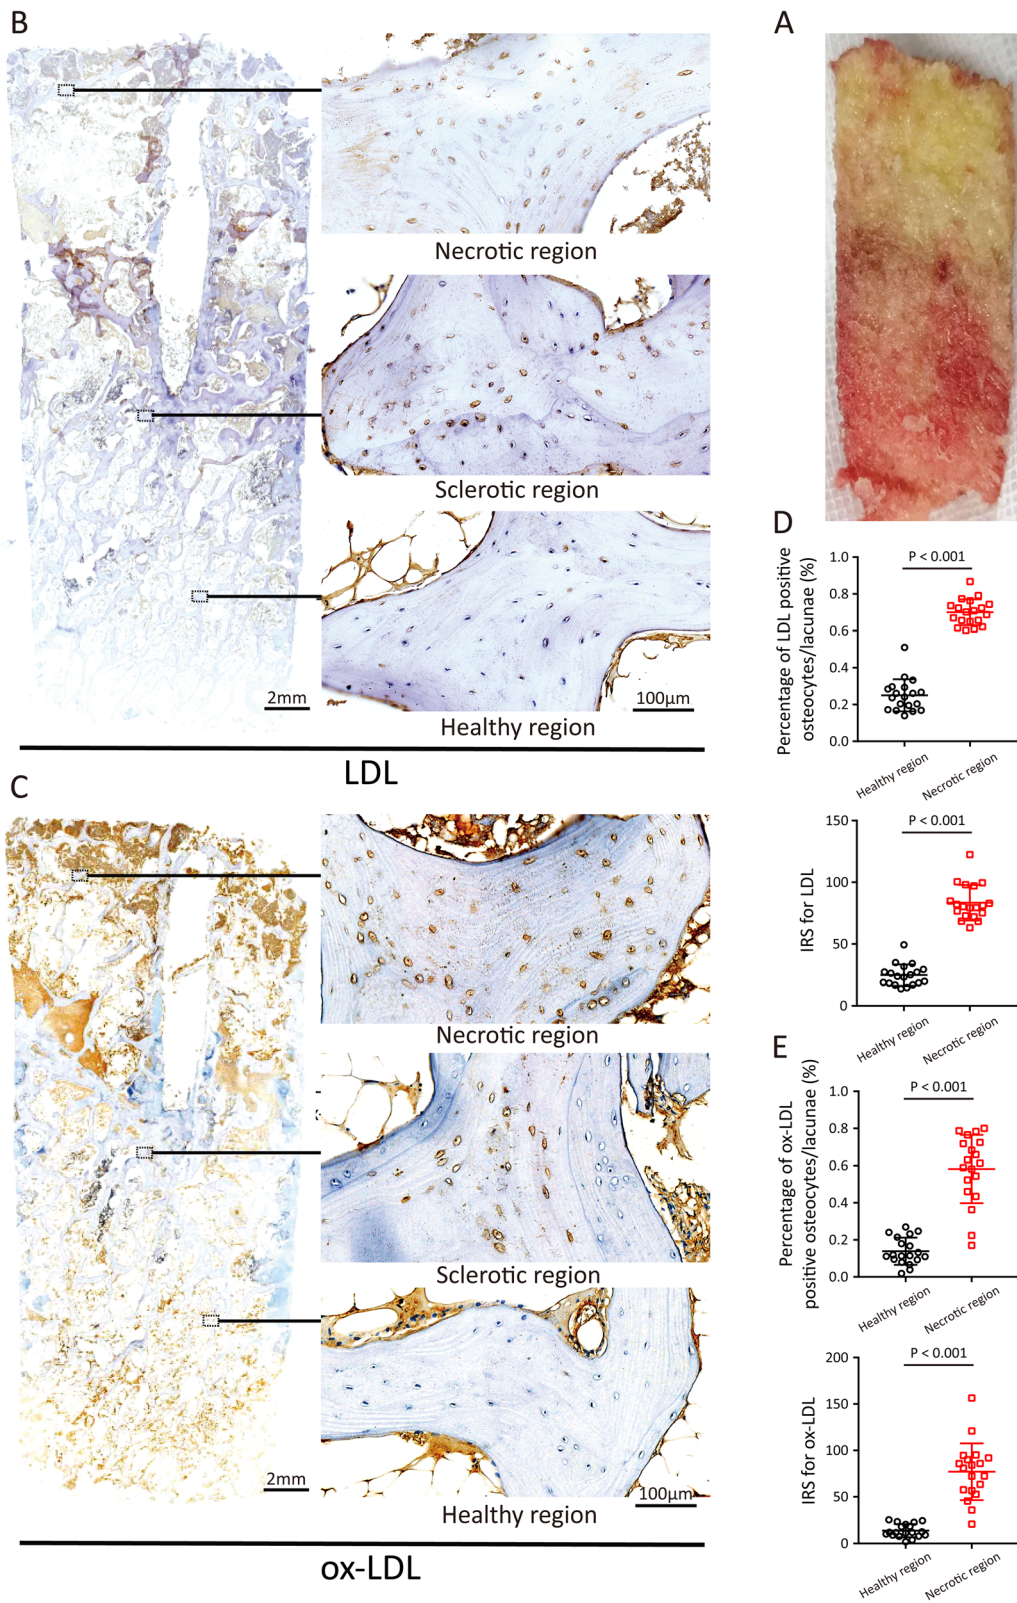 B
Necrotic region
Sclerotic region
2mm
100μm
Healthy region
LDL
A
C
Necrotic region
Sclerotic region
2mm
100μm
Healthy region
ox-LDL
D
Percentage of LDL positive
osteocytes/lacunae (%)
1.0
0.8
0.6
0.4
0.2
0.0
P < 0.001
Healthy region
Necrotic region
IRS for LDL
150
100
50
0
P < 0.001
Healthy region
Necrotic region
E
Percentage of ox-LDL
positive osteocytes/lacunae (%)
1.0
0.8
0.6
0.4
0.2
0.0
P < 0.001
Healthy region
Necrotic region
IRS for ox-LDL
200
150
100
50
0
P < 0.001
Healthy region
Necrotic region